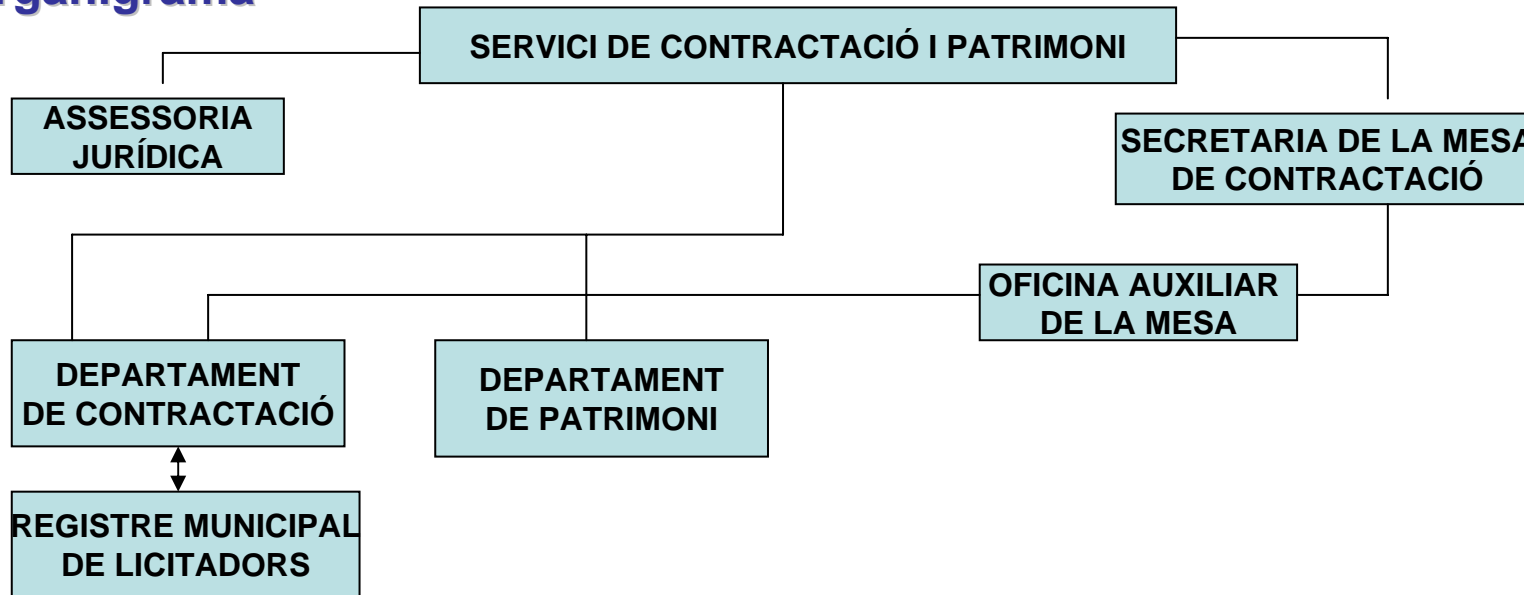 rganigrama
SERVICI DE CONTRACTACIÓ I PATRIMONI
ASSESSORIA
JURÍDICA
SECRETARIA DE LA MESA
DE CONTRACTACIÓ
OFICINA AUXILIAR
DE LA MESA
DEPARTAMENT
DE CONTRACTACIÓ
DEPARTAMENT
DE PATRIMONI
REGISTRE MUNICIPAL
DE LICITADORS